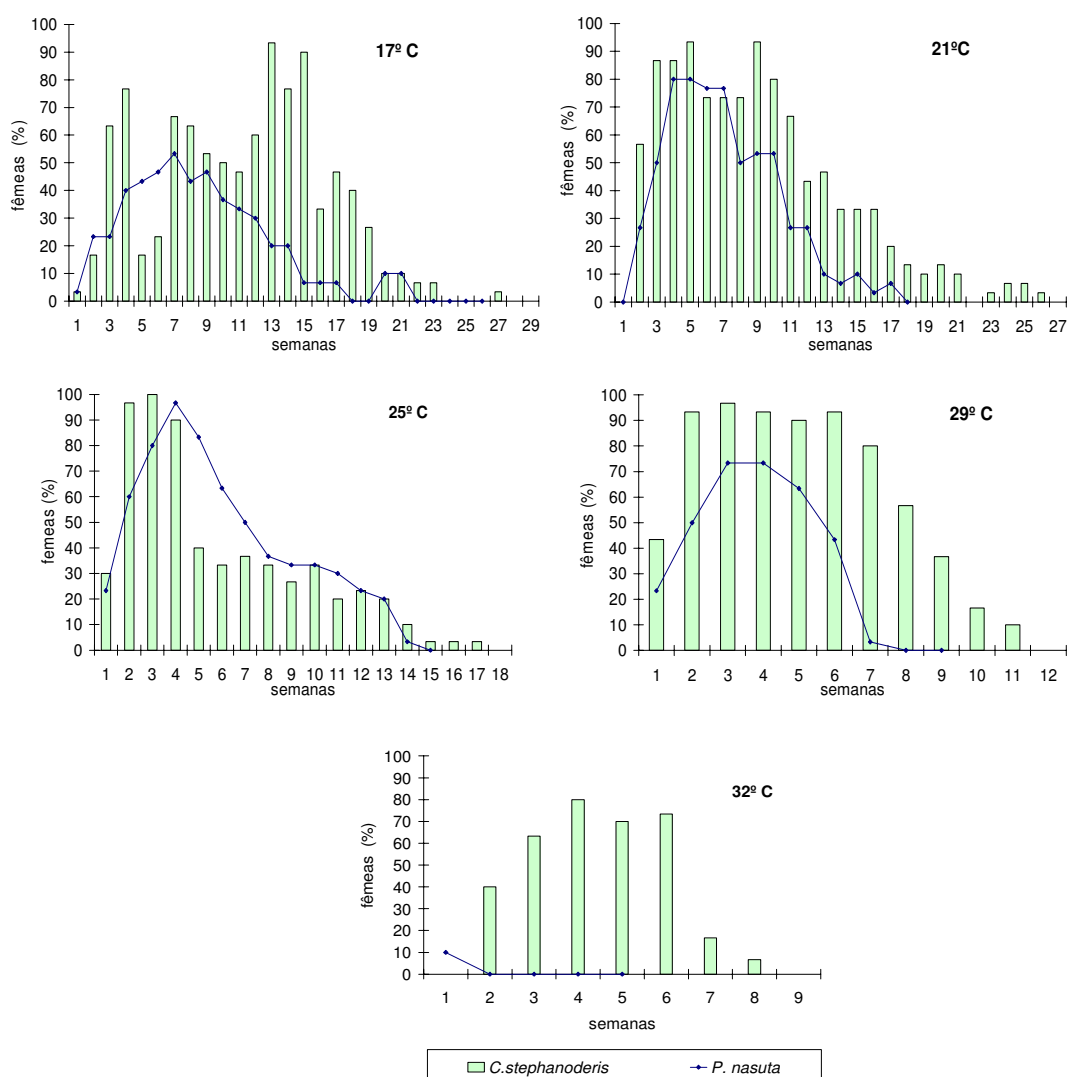 17º C
100
90
80
70
60
50
40
30
20
10
0
fêmeas (%)
1 3 5 7 9 11 13 15 17 19 21 23 25 27 29
semanas
21ºC
100
90
80
70
60
50
40
30
20
10
0
fêmeas (%)
1 3 5 7 9 11 13 15 17 19 21 23 25 27
semanas
25º C
100
90
80
70
60
50
40
30
20
10
0
femeas (%)
1 2 3 4 5 6 7 8 9 10 11 12 13 14 15 16 17 18
semanas
29º C
100
90
80
70
60
50
40
30
20
10
0
fêmeas (%)
1 2 3 4 5 6 7 8 9 10 11 12
semanas
32º C
100
90
80
70
60
50
40
30
20
10
0
fêmeas (%)
1 2 3 4 5 6 7 8 9
semanas
C.stephanoderis P. nasuta